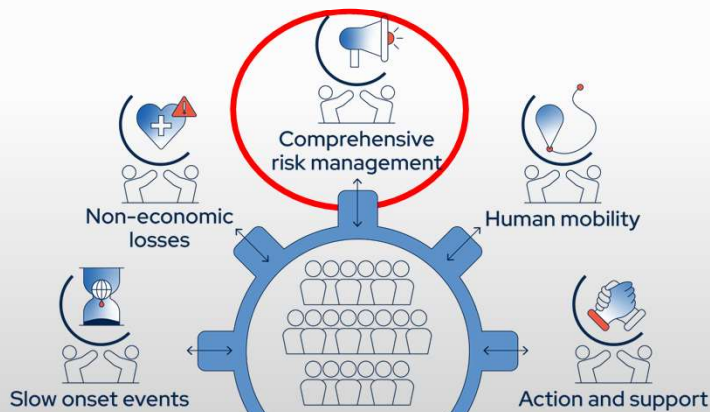 Comprehensive
risk management
Non-economic
losses
Human mobility
Slow onset events
Action and support